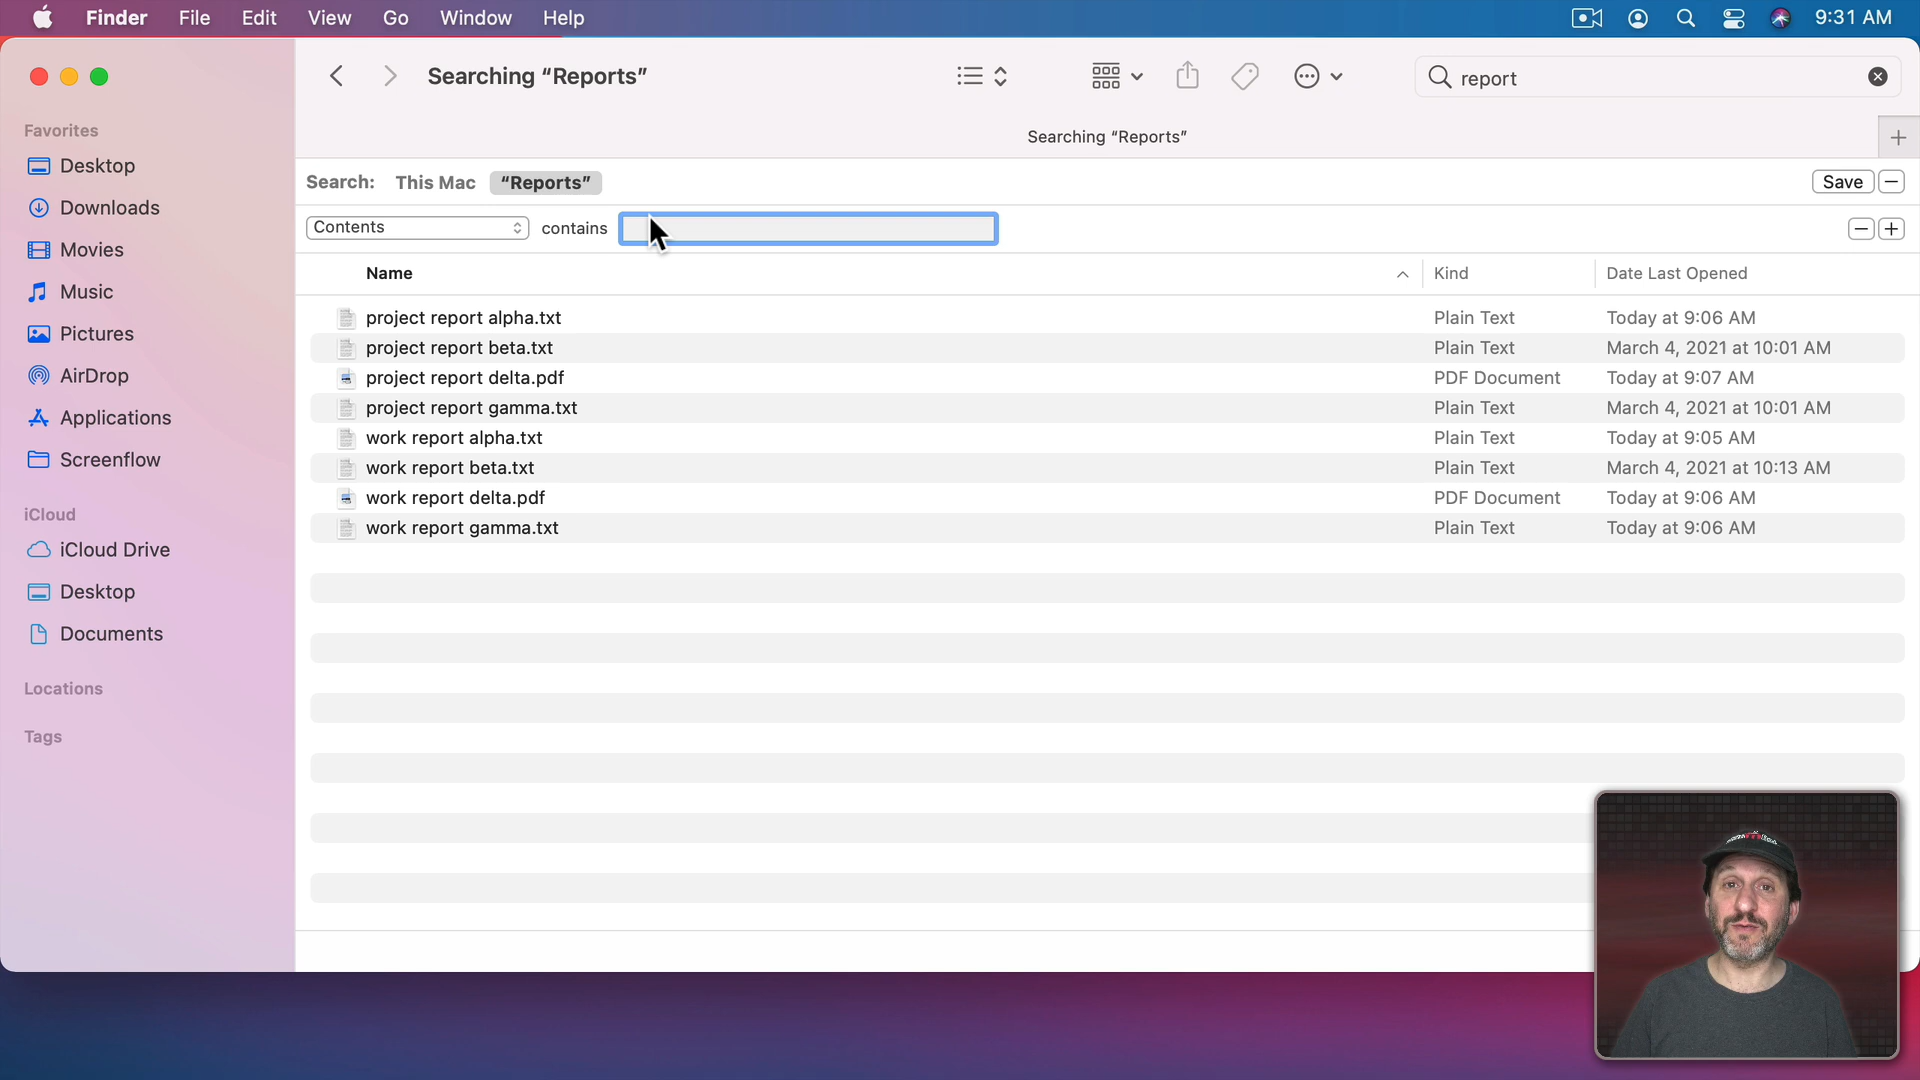 Finder File Edit View Go Window Help 9:31 AM
Searching “Reports” report
Searching “Reports”
Search: This Mac “Reports” Save
Contents contains
Name Kind Date Last Opened
project report alpha.txt Plain Text Today at 9:06 AM
project report beta.txt Plain Text March 4, 2021 at 10:01 AM
project report delta.pdf PDF Document Today at 9:07 AM
project report gamma.txt Plain Text March 4, 2021 at 10:01 AM
work report alpha.txt Plain Text Today at 9:05 AM
work report beta.txt Plain Text March 4, 2021 at 10:13 AM
work report delta.pdf PDF Document Today at 9:06 AM
work report gamma.txt Plain Text Today at 9:06 AM
Favorites
Desktop
Downloads
Movies
Music
Pictures
AirDrop
Applications
Screenflow
iCloud
iCloud Drive
Desktop
Documents
Locations
Tags